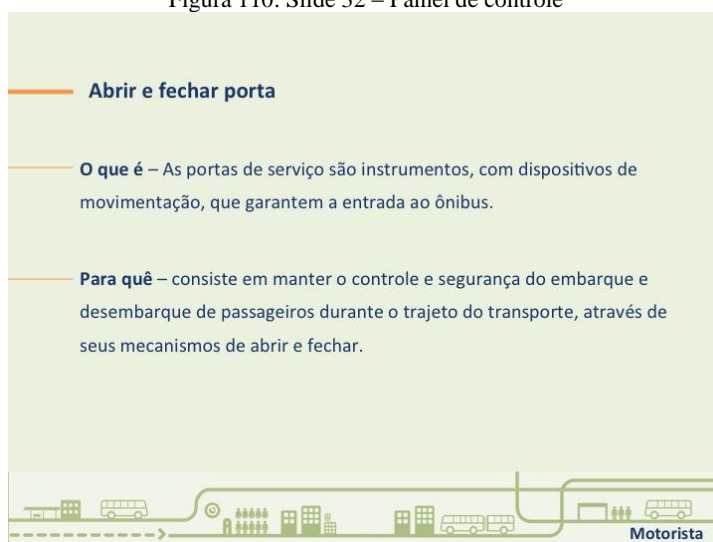 Figura 110: Slide 52 – Painel de controle
Abrir e fechar porta
O que é – As portas de serviço são instrumentos, com dispositivos de
movimentação, que garantem a entrada ao ônibus.
Para quê – consiste em manter o controle e segurança do embarque e
desembarque de passageiros durante o trajeto do transporte, através de
seus mecanismos de abrir e fechar.
Motorista